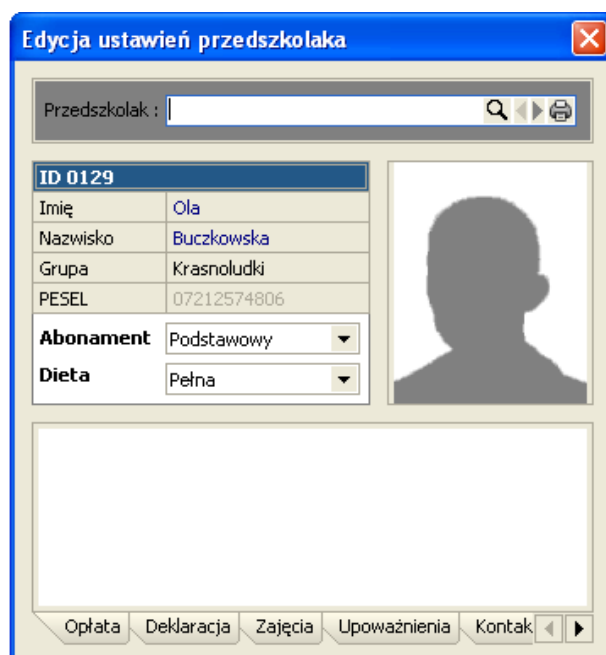 Edycja ustawień przedszkolaka
Przedszkolak :
ID 0129
Imię Ola
Nazwisko Buczkowska
Grupa Krasnoludki
PESEL 07212574806
Abonament Podstawowy
Dieta Pełna
Opłata Deklaracja Zajęcia Upoważnienia Kontak